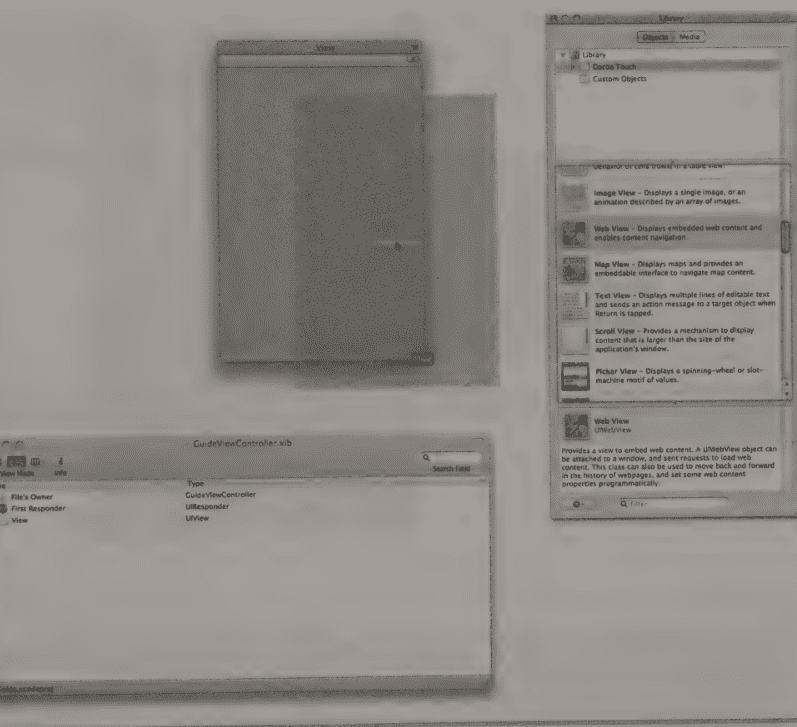 View
Library
Objects Media
Library
Cocoa Touch
Custom Objects
behavior of cells (rows) in a table view.
Image View – Displays a single image, or an
animation described by an array of images.
Web View – Displays embedded web content and
enables content navigation.
Map View – Displays maps and provides an
embeddable interface to navigate map content.
Text View – Displays multiple lines of editable text
and sends an action message to a target object when
Return is tapped.
Scroll View – Provides a mechanism to display
content that is larger than the size of the
application's window.
Picker View – Displays a spinning-wheel or slot-
machine motif of values.
Web View
UIWebView
Provides a view to embed web content. A UIWebView object can
be attached to a window, and sent requests to load web
content. This class can also be used to move back and forward
in the history of webpages, and set some web content
properties programmatically.
Filter
GuideViewController.xib
View Mode Info Search Field
Type
File's Owner GuideViewController
First Responder UIResponder
View UIView